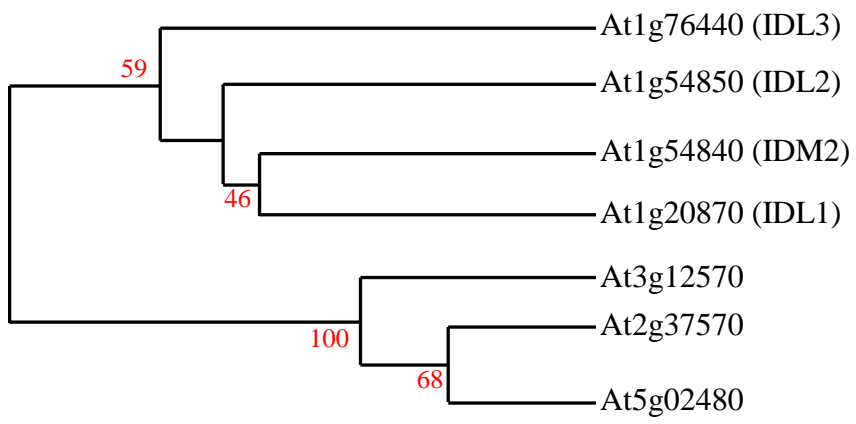 At1g76440 (IDL3)
59
At1g54850 (IDL2)
At1g54840 (IDM2)
46
At1g20870 (IDL1)
At3g12570
At2g37570
100
68
At5g02480